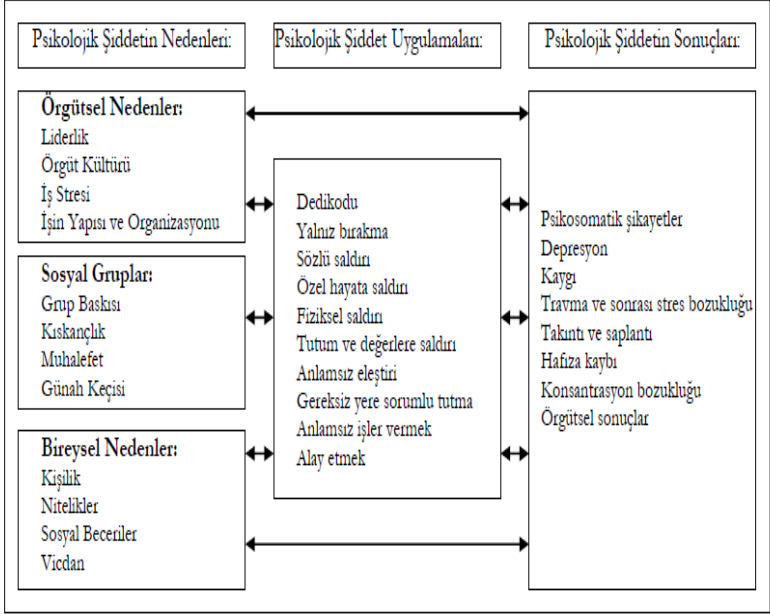 Psikolojik Şiddetin Nedenleri:
Psikolojik Şiddet Uygulamaları:
Psikolojik Şiddetin Sonuçları:
Örgütsel Nedenler:
Liderlik
Örgüt Kültürü
İş Stresi
İşin Yapısı ve Organizasyonu
Sosyal Gruplar:
Grup Baskısı
Kıskançlık
Muhalefet
Günah Keçisi
Bireysel Nedenler:
Kişilik
Nitelikler
Sosyal Beceriler
Vicdan
Dedikodu
Yalnız bırakma
Sözlü saldırı
Özel hayata saldırı
Fiziksel saldırı
Tutum ve değerlere saldırı
Anlamsız eleştiri
Gereksiz yere sorumlu tutma
Anlamsız işler vermek
Alay etmek
Psikosomatik şikayetler
Depresyon
Kaygı
Travma ve sonrası stres bozukluğu
Takıntı ve saplantı
Hafıza kaybı
Konsantrasyon bozukluğu
Örgütsel sonuçlar